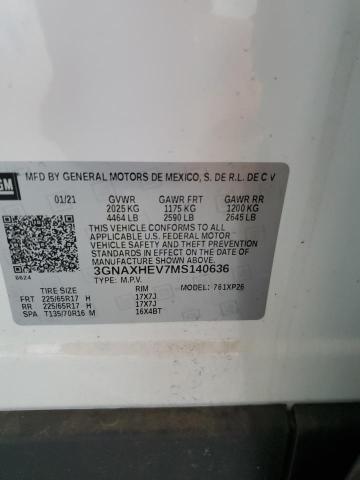 GM
MFD BY GENERAL MOTORS DE MEXICO, S. DE R.L. DE C V
01/21 GVWR GAWR FRT GAWR RR
2025 KG 1175 KG 1200 KG
4464 LB 2590 LB 2645 LB
THIS VEHICLE CONFORMS TO ALL APPLICABLE
U.S. FEDERAL MOTOR
VEHICLE SAFETY, BUMPER, AND THEFT PREVENTION
STANDARDS IN EFFECT ON THE DATE OF
MANUFACTURE SHOWN ABOVE.
3GNAXHEV7MS140636
0624 TYPE: M.P.V. MODEL: 761XP26
TIRE SIZE RIM
FRT 225/65R17 H 17X7J
RR 225/65R17 H 17X7J
SPA T135/70R16 M 16X4BT